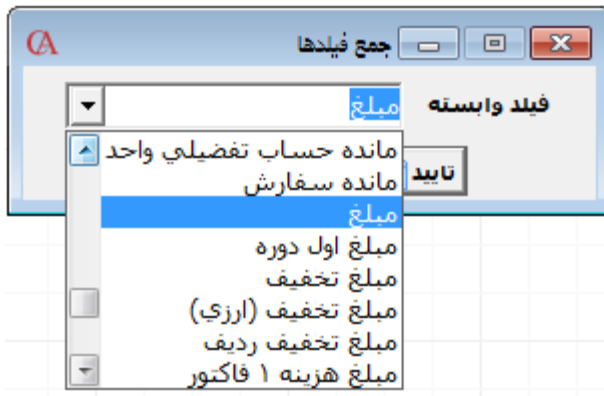 جمع فیلدها
فیلد وابسته
مبلغ
مانده حساب تفضيلي واحد
مانده سفارش
مبلغ
مبلغ اول دوره
مبلغ تخفيف
مبلغ تخفيف (ارزي)
مبلغ تخفيف رديف
مبلغ هزينه ۱ فاکتور
تایید